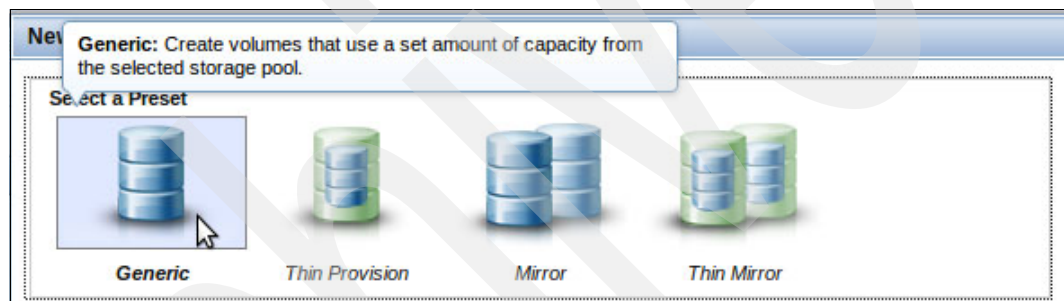 Generic: Create volumes that use a set amount of capacity from
the selected storage pool.
Select a Preset
Generic
Thin Provision
Mirror
Thin Mirror